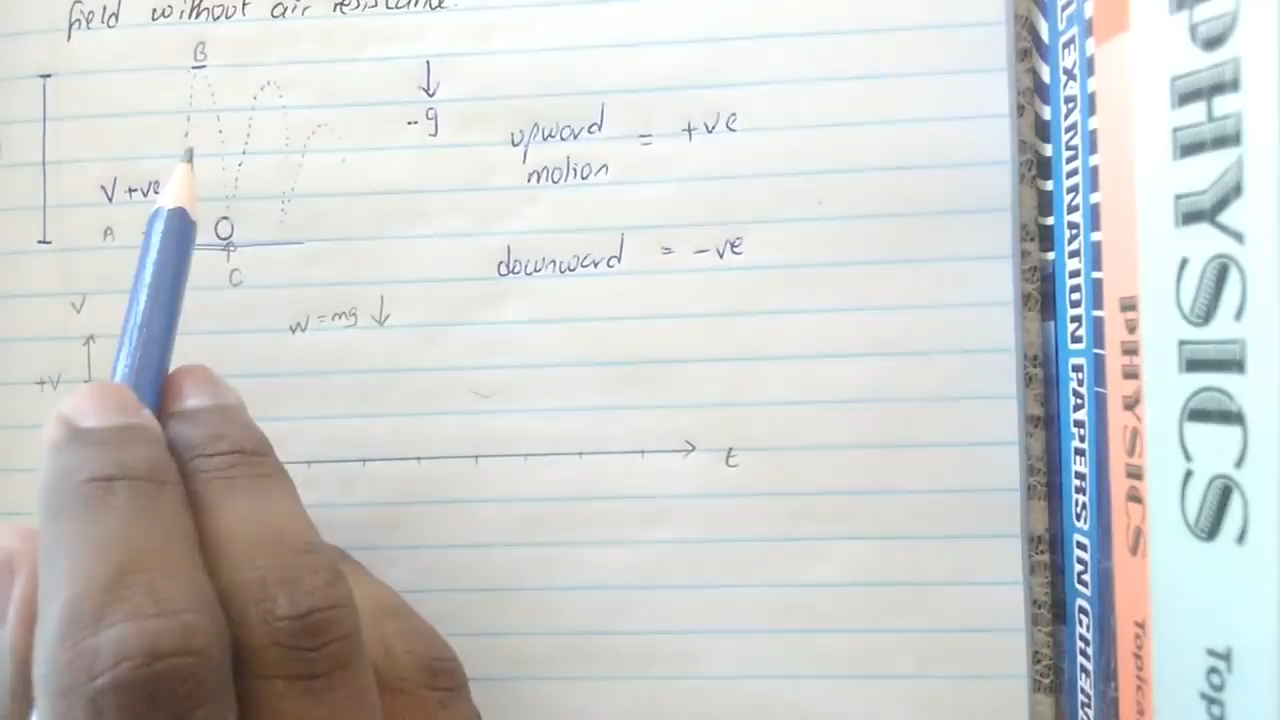 field without air resistance.
B
-g
upward = +ve
motion
V +ve
A
O
downward = -ve
C
V
w = mg ↓
+V
t
L EXAMINATION PAPERS IN CHEM
PHYSICS Topica
PHYSICS Top